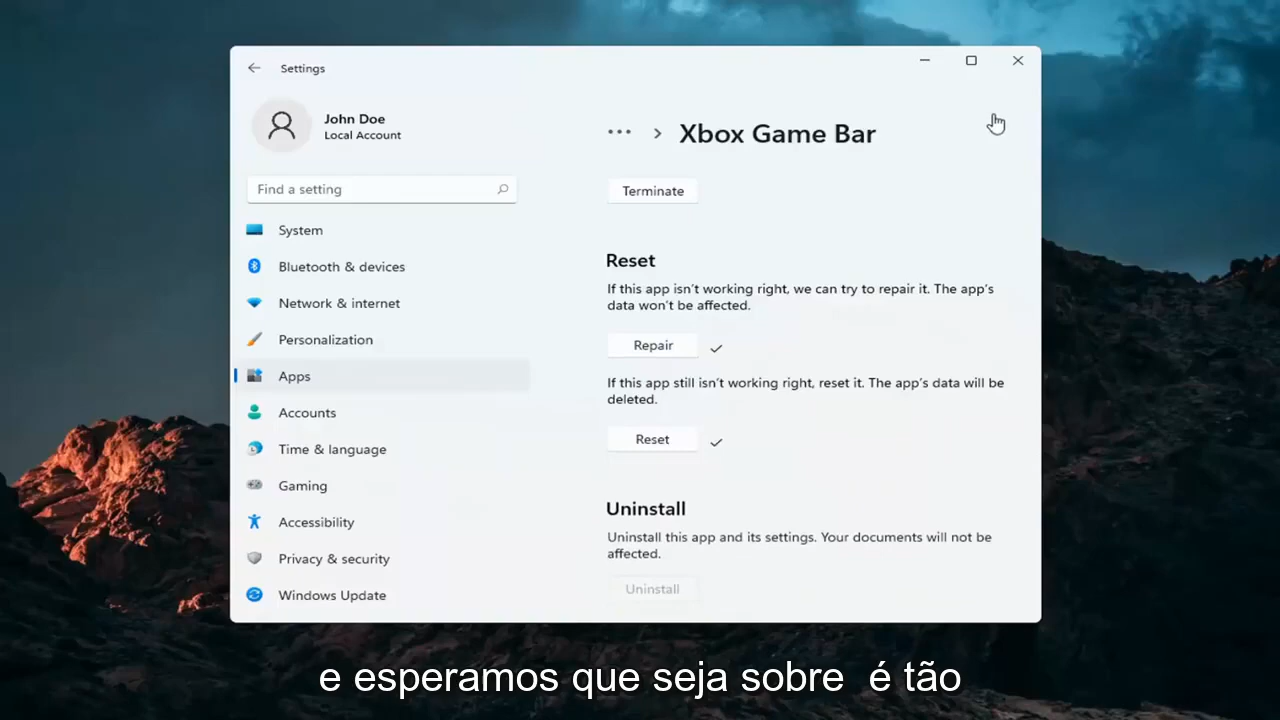 Settings
John Doe
Local Account
Find a setting
System
Bluetooth & devices
Network & internet
Personalization
Apps
Accounts
Time & language
Gaming
Accessibility
Privacy & security
Windows Update
... > Xbox Game Bar
Terminate
Reset
If this app isn't working right, we can try to repair it. The app's
data won't be affected.
Repair
If this app still isn't working right, reset it. The app's data will be
deleted.
Reset
Uninstall
Uninstall this app and its settings. Your documents will not be
affected.
Uninstall
e esperamos que seja sobre é tão